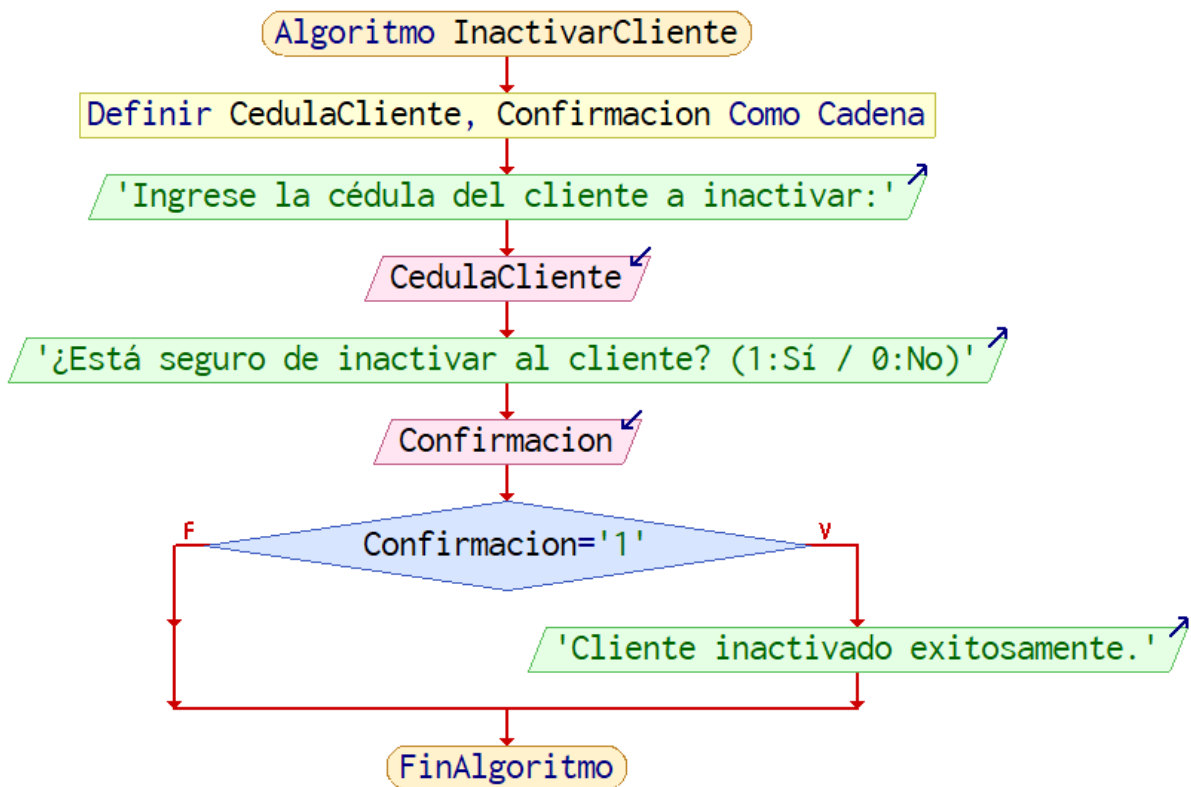 Algoritmo InactivarCliente
Definir CedulaCliente, Confirmacion Como Cadena
'Ingrese la cédula del cliente a inactivar:'
CedulaCliente
'¿Está seguro de inactivar al cliente? (1:Sí / 0:No)'
Confirmacion
F
Confirmacion='1'
V
'Cliente inactivado exitosamente.'
FinAlgoritmo